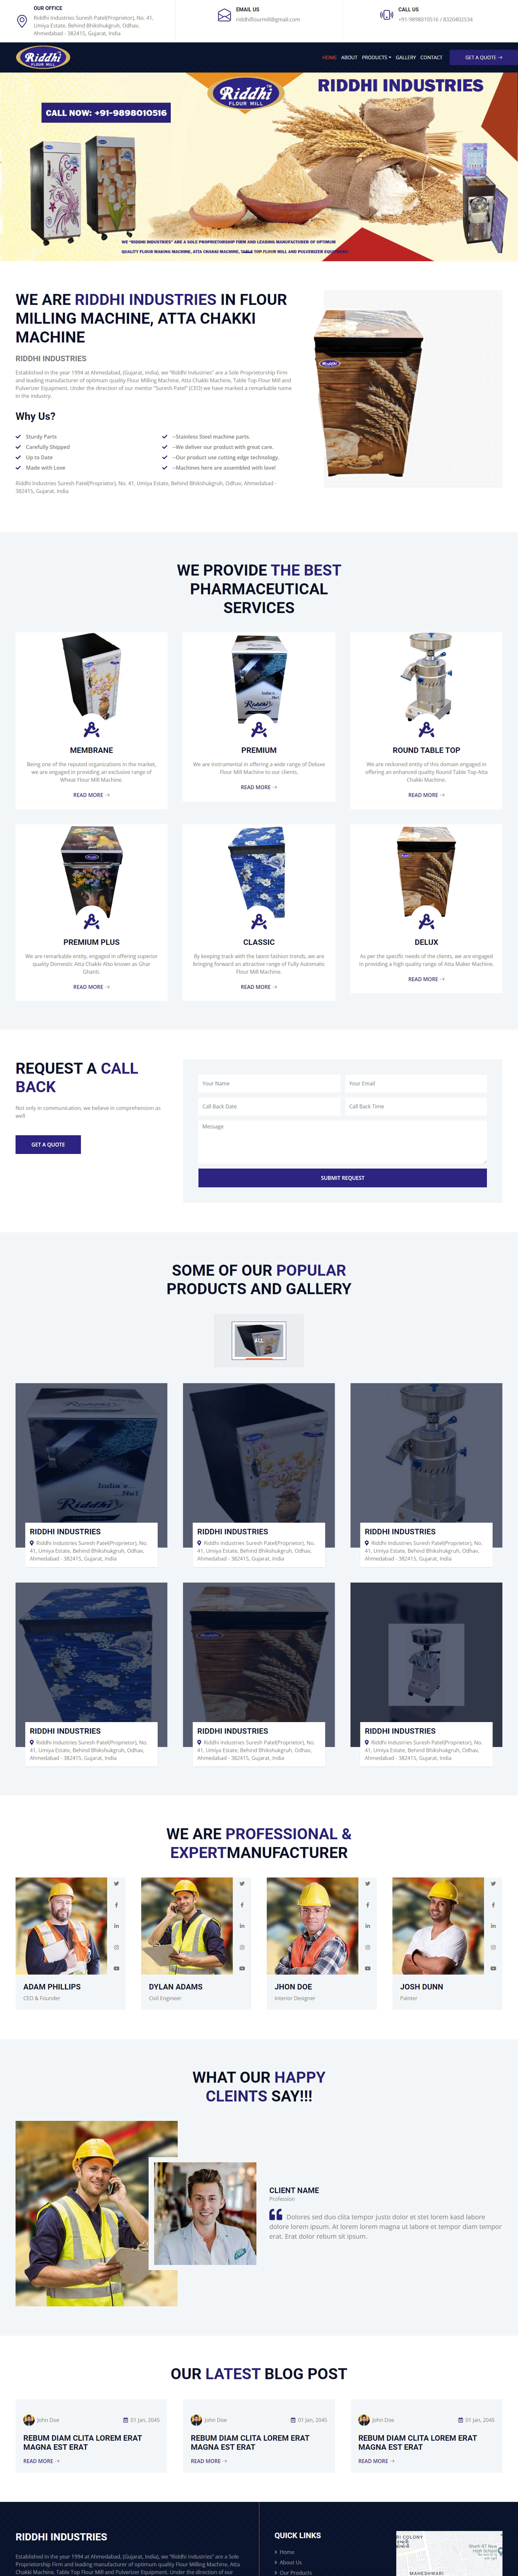 OUR OFFICE
Riddhi Industries Suresh Patel(Proprietor), No. 41,
Umiya Estate, Behind Bhikshukgruh, Odhav,
Ahmedabad - 382415, Gujarat, India
EMAIL US
riddhiflourmill@gmail.com
CALL US
+91-9898010516 / 8320402534
Riddhi
FLOUR MILL
HOME
ABOUT
PRODUCTS
GALLERY
CONTACT
GET A QUOTE
Riddhi
FLOUR MILL
RIDDHI INDUSTRIES
CALL NOW: +91-9898010516
WE "RIDDHI INDUSTRIES" ARE A SOLE PROPRIETORSHIP FIRM AND LEADING MANUFACTURER OF OPTIMUM
QUALITY FLOUR MAKING MACHINE, ATTA CHAKKI MACHINE, TABLE TOP FLOUR MILL AND PULVERIZER EQUIPMENT.
WE ARE RIDDHI INDUSTRIES IN FLOUR
MILLING MACHINE, ATTA CHAKKI
MACHINE
RIDDHI INDUSTRIES
Established in the year 1994 at Ahmedabad, (Gujarat, India), we "Riddhi Industries" are a Sole Proprietorship Firm
and leading manufacturer of optimum quality Flour Milling Machine, Atta Chakki Machine, Table Top Flour Mill and
Pulverizer Equipment. Under the direction of our mentor "Suresh Patel" (CEO) we have marked a remarkable name
in the industry.
Why Us?
Sturdy Parts
--Stainless Steel machine parts.
Carefully Shipped
--We deliver our product with great care.
Up to Date
--Our product use cutting edge technology.
Made with Love
--Machines here are assembled with love!
Riddhi Industries Suresh Patel(Proprietor), No. 41, Umiya Estate, Behind Bhikshukgruh, Odhav, Ahmedabad -
382415, Gujarat, India
WE PROVIDE THE BEST
PHARMACEUTICAL
SERVICES
MEMBRANE
Being one of the reputed organizations in the market,
we are engaged in providing an exclusive range of
Wheat Flour Mill Machine.
READ MORE
PREMIUM
We are instrumental in offering a wide range of Deluxe
Flour Mill Machine to our clients.
READ MORE
ROUND TABLE TOP
We are reckoned entity of this domain engaged in
offering an enhanced quality Round Table Top Atta
Chakki Machine.
READ MORE
PREMIUM PLUS
We are remarkable entity, engaged in offering superior
quality Domestic Atta Chakki Also known as Ghar
Ghanti.
READ MORE
CLASSIC
By keeping track with the latest fashion trends, we are
bringing forward an attractive range of Fully Automatic
Flour Mill Machine.
READ MORE
DELUX
As per the specific needs of the clients, we are engaged
in providing a high quality range of Atta Maker Machine.
READ MORE
REQUEST A CALL
BACK
Not only in communication, we believe in comprehension as
well
GET A QUOTE
Your Name
Your Email
Call Back Date
Call Back Time
Message
SUBMIT REQUEST
SOME OF OUR POPULAR
PRODUCTS AND GALLERY
ALL
RIDDHI INDUSTRIES
Riddhi Industries Suresh Patel(Proprietor), No.
41, Umiya Estate, Behind Bhikshukgruh, Odhav,
Ahmedabad - 382415, Gujarat, India
RIDDHI INDUSTRIES
Riddhi Industries Suresh Patel(Proprietor), No.
41, Umiya Estate, Behind Bhikshukgruh, Odhav,
Ahmedabad - 382415, Gujarat, India
RIDDHI INDUSTRIES
Riddhi Industries Suresh Patel(Proprietor), No.
41, Umiya Estate, Behind Bhikshukgruh, Odhav,
Ahmedabad - 382415, Gujarat, India
RIDDHI INDUSTRIES
Riddhi Industries Suresh Patel(Proprietor), No.
41, Umiya Estate, Behind Bhikshukgruh, Odhav,
Ahmedabad - 382415, Gujarat, India
RIDDHI INDUSTRIES
Riddhi Industries Suresh Patel(Proprietor), No.
41, Umiya Estate, Behind Bhikshukgruh, Odhav,
Ahmedabad - 382415, Gujarat, India
RIDDHI INDUSTRIES
Riddhi Industries Suresh Patel(Proprietor), No.
41, Umiya Estate, Behind Bhikshukgruh, Odhav,
Ahmedabad - 382415, Gujarat, India
WE ARE PROFESSIONAL &
EXPERTMANUFACTURER
ADAM PHILLIPS
CEO & Founder
DYLAN ADAMS
Civil Engineer
JHON DOE
Interior Designer
JOSH DUNN
Painter
WHAT OUR HAPPY
CLEINTS SAY!!!
CLIENT NAME
Profession
Dolores sed duo clita tempor justo dolor et stet lorem kasd labore
dolore lorem ipsum. At lorem lorem magna ut labore et tempor diam tempor
erat. Erat dolor rebum sit ipsum.
OUR LATEST BLOG POST
John Doe
01 Jan, 2045
REBUM DIAM CLITA LOREM ERAT
MAGNA EST ERAT
READ MORE
John Doe
01 Jan, 2045
REBUM DIAM CLITA LOREM ERAT
MAGNA EST ERAT
READ MORE
John Doe
01 Jan, 2045
REBUM DIAM CLITA LOREM ERAT
MAGNA EST ERAT
READ MORE
RIDDHI INDUSTRIES
Established in the year 1994 at Ahmedabad, (Gujarat, India), we "Riddhi Industries" are a Sole
Proprietorship Firm and leading manufacturer of optimum quality Flour Milling Machine, Atta
Chakki Machine, Table Top Flour Mill and Pulverizer Equipment. Under the direction of our
QUICK LINKS
Home
About Us
Our Products
RI COLONY
Sheth RT New
High School
MAHESHWARI